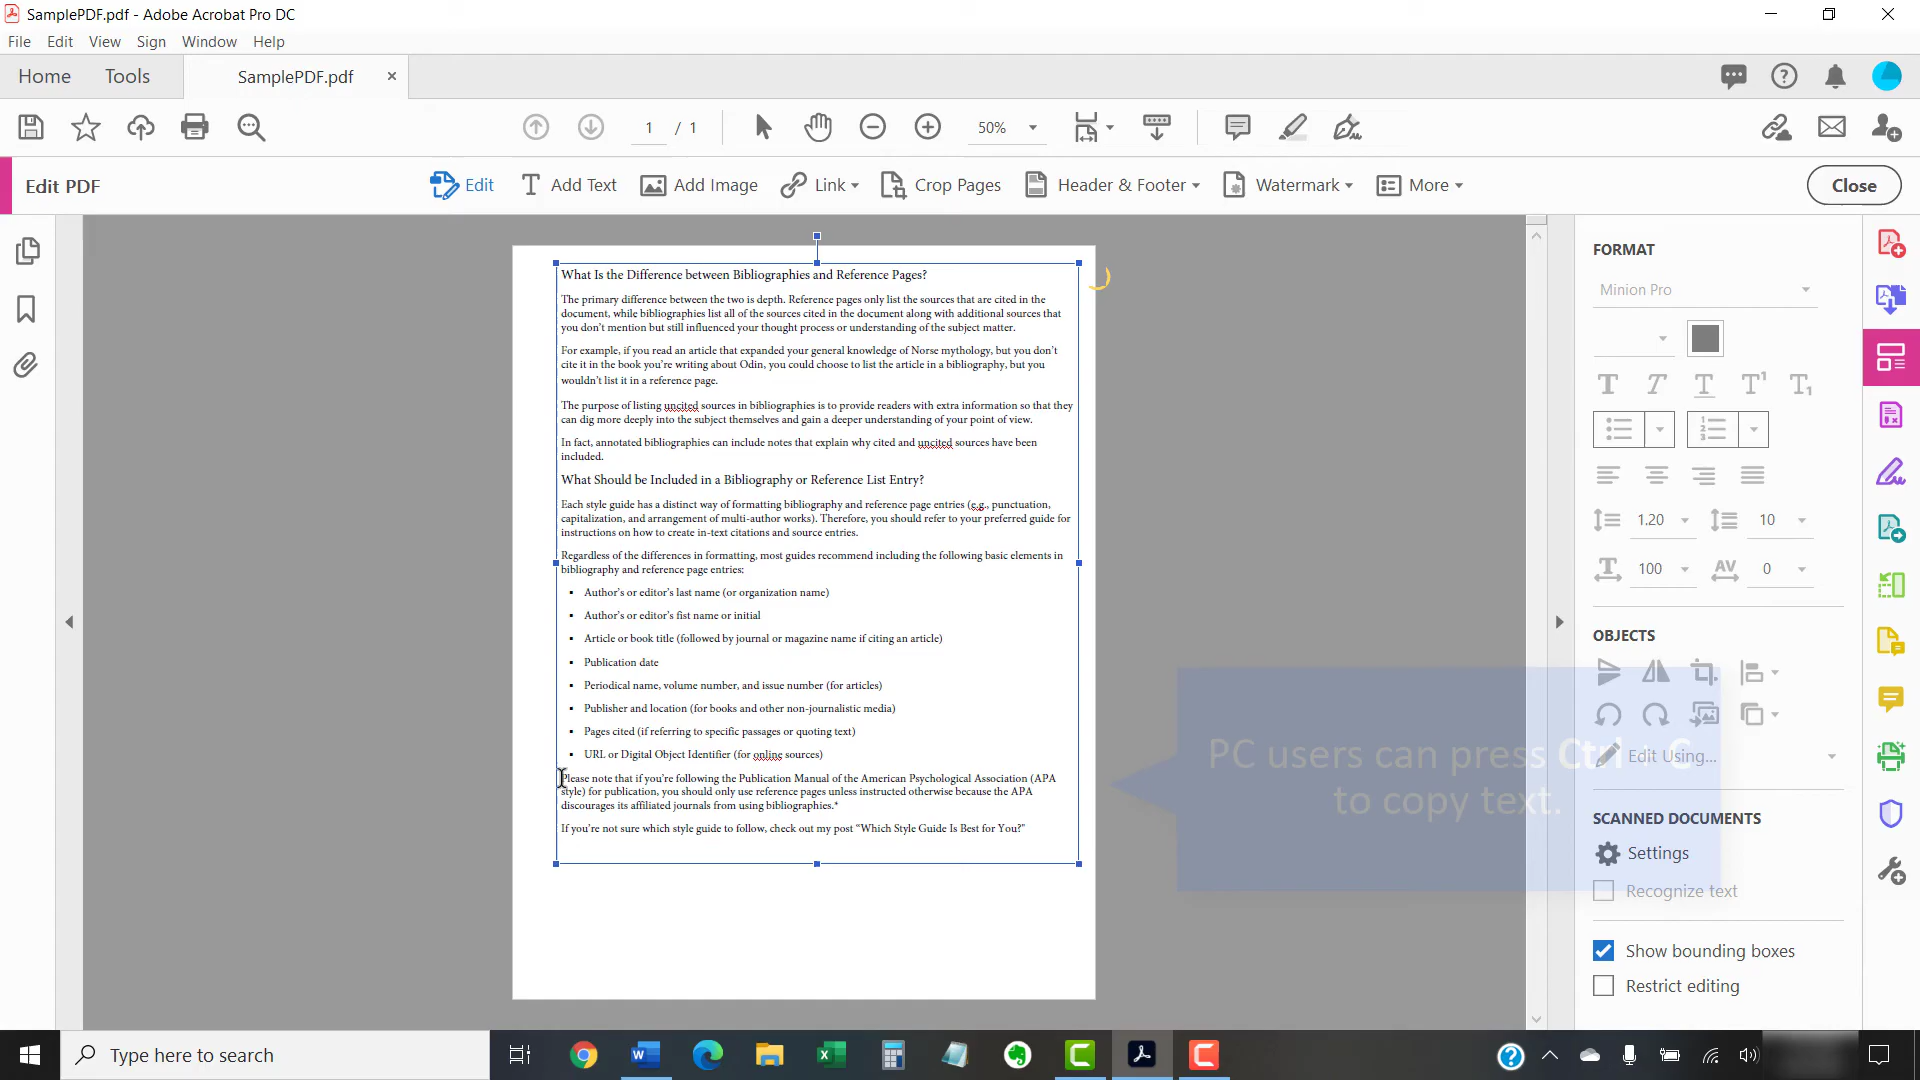 SamplePDF.pdf - Adobe Acrobat Pro DC
File Edit View Sign Window Help
Home Tools SamplePDF.pdf
1 / 1
50%
Edit PDF
Edit Add Text Add Image Link Crop Pages Header & Footer Watermark More Close
What Is the Difference between Bibliographies and Reference Pages?
The primary difference between the two is depth. Reference pages only list the sources that are cited in the
document, while bibliographies list all of the sources cited in the document along with additional sources that
you don't mention but still influenced your thought process or understanding of the subject matter.
For example, if you read an article that expanded your general knowledge of Norse mythology, but you don't
cite it in the book you're writing about Odin, you could choose to list the article in a bibliography, but you
wouldn't list it in a reference page.
The purpose of listing uncited sources in bibliographies is to provide readers with extra information so that they
can dig more deeply into the subject themselves and gain a deeper understanding of your point of view.
In fact, annotated bibliographies can include notes that explain why cited and uncited sources have been
included.
What Should be Included in a Bibliography or Reference List Entry?
Each style guide has a distinct way of formatting bibliography and reference page entries (e.g., punctuation,
capitalization, and arrangement of multi-author works). Therefore, you should refer to your preferred guide for
instructions on how to create in-text citations and source entries.
Regardless of the differences in formatting, most guides recommend including the following basic elements in
bibliography and reference page entries:
▪ Author's or editor's last name (or organization name)
▪ Author's or editor's fist name or initial
▪ Article or book title (followed by journal or magazine name if citing an article)
▪ Publication date
▪ Periodical name, volume number, and issue number (for articles)
▪ Publisher and location (for books and other non-journalistic media)
▪ Pages cited (if referring to specific passages or quoting text)
▪ URL or Digital Object Identifier (for online sources)
Please note that if you're following the Publication Manual of the American Psychological Association (APA
style) for publication, you should only use reference pages unless instructed otherwise because the APA
discourages its affiliated journals from using bibliographies.*
If you're not sure which style guide to follow, check out my post "Which Style Guide Is Best for You?"
PC users can press Ctrl + C
to copy text.
FORMAT
Minion Pro
1.20 10
100 0
OBJECTS
Edit Using...
SCANNED DOCUMENTS
Settings
Recognize text
Show bounding boxes
Restrict editing
Type here to search